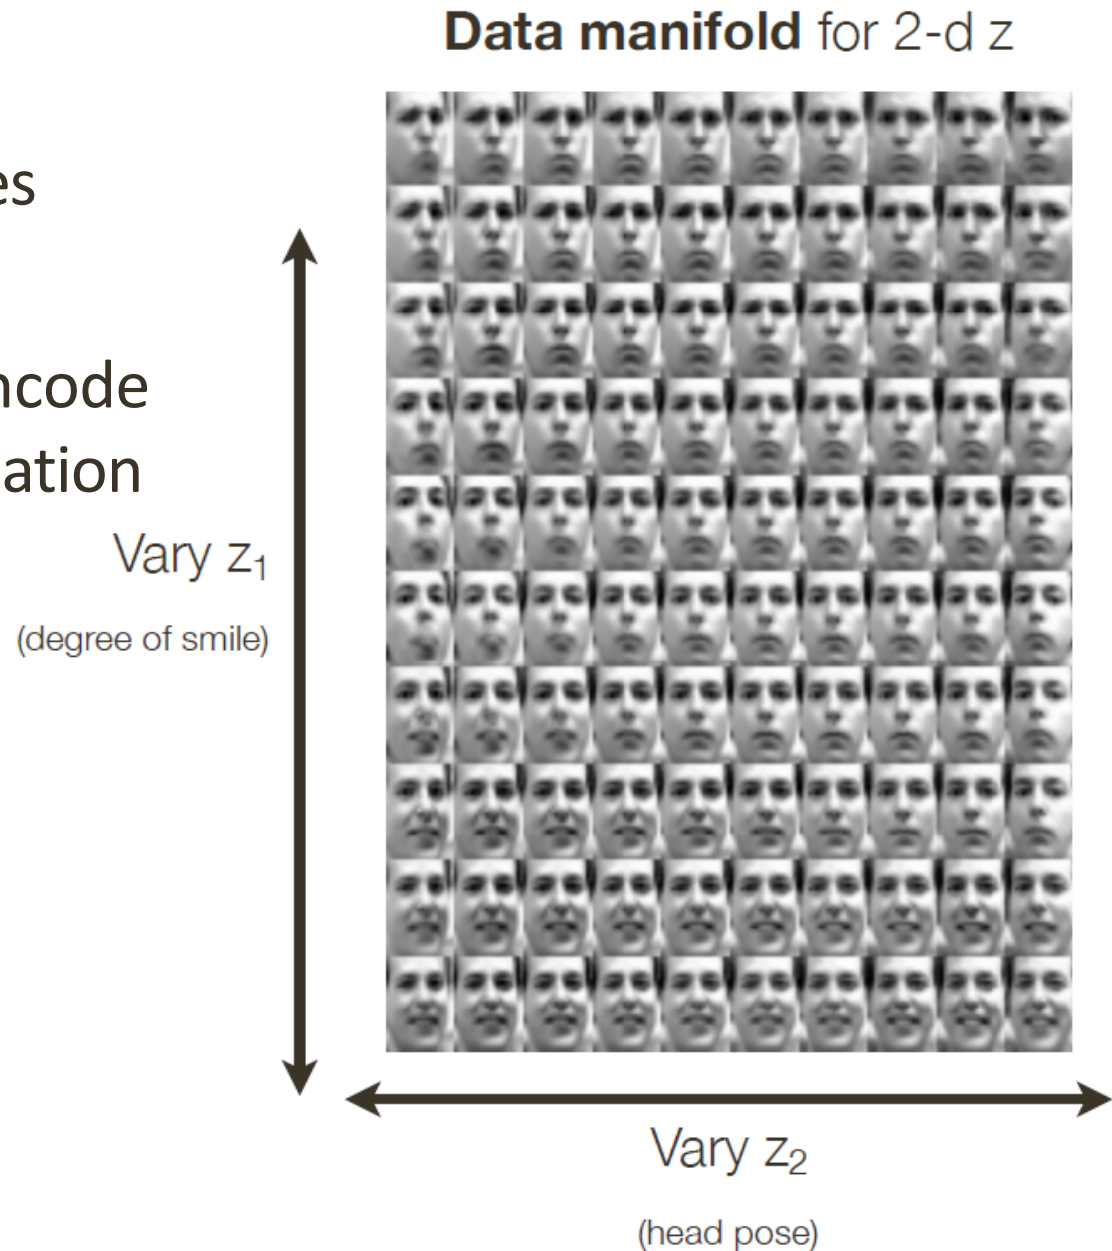 Data manifold for 2-d z
es
ncode
ation
Vary z₁
(degree of smile)
Vary z₂
(head pose)